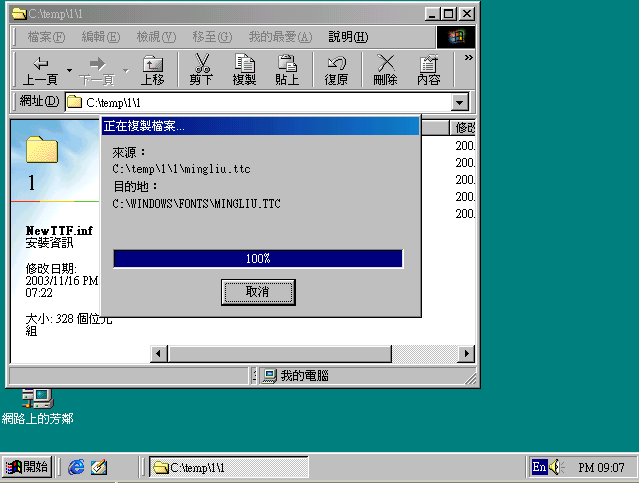 C:\temp\1\1
檔案(F) 編輯(E) 檢視(V) 移至(G) 我的最愛(A) 說明(H)
上一頁 下一頁 上移 剪下 複製 貼上 復原 刪除 內容 »
網址(D) C:\temp\1\1
正在複製檔案...
修改
來源：
C:\temp\1\1\mingliu.ttc
目的地：
C:\WINDOWS\FONTS\MINGLIU.TTC
100%
取消
1
NewTTF.inf
安裝資訊
修改日期:
2003/11/16 PM
07:22
大小: 328 個位元
組
200.
200.
200.
200.
200.
我的電腦
網路上的芳鄰
開始 C:\temp\1\1 En PM 09:07